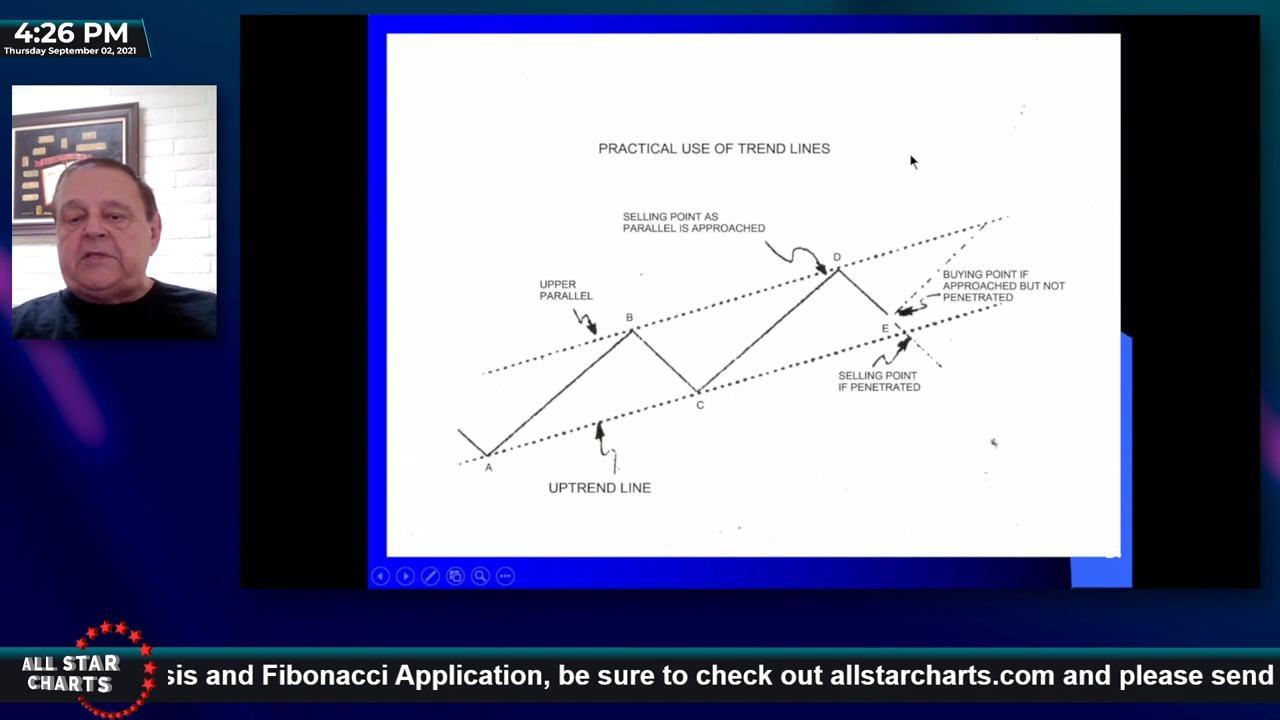 4:26 PM
Thursday September 02, 2021
PRACTICAL USE OF TREND LINES
SELLING POINT AS
PARALLEL IS APPROACHED
D
BUYING POINT IF
APPROACHED BUT NOT
PENETRATED
UPPER
PARALLEL
B
E
SELLING POINT
IF PENETRATED
C
A
UPTREND LINE
ALL STAR
CHARTS
sis and Fibonacci Application, be sure to check out allstarcharts.com and please send